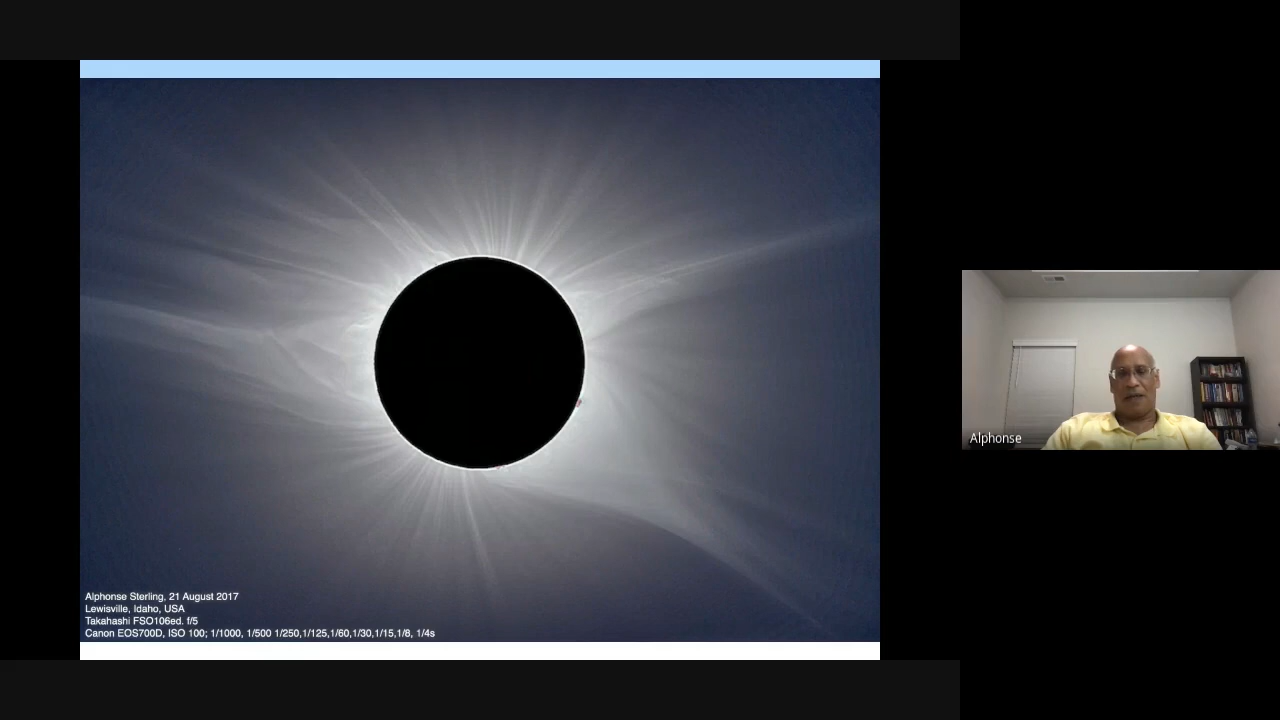 Alphonse Sterling, 21 August 2017
Lewisville, Idaho, USA
Takahashi FSO106ed. f/5
Canon EOS700D, ISO 100; 1/1000, 1/500 1/250,1/125,1/60,1/30,1/15,1/8, 1/4s
Alphonse